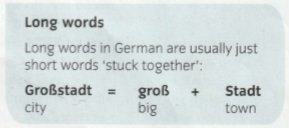 Long words
Long words in German are usually just
short words 'stuck together':
Großstadt = groß + Stadt
city big town